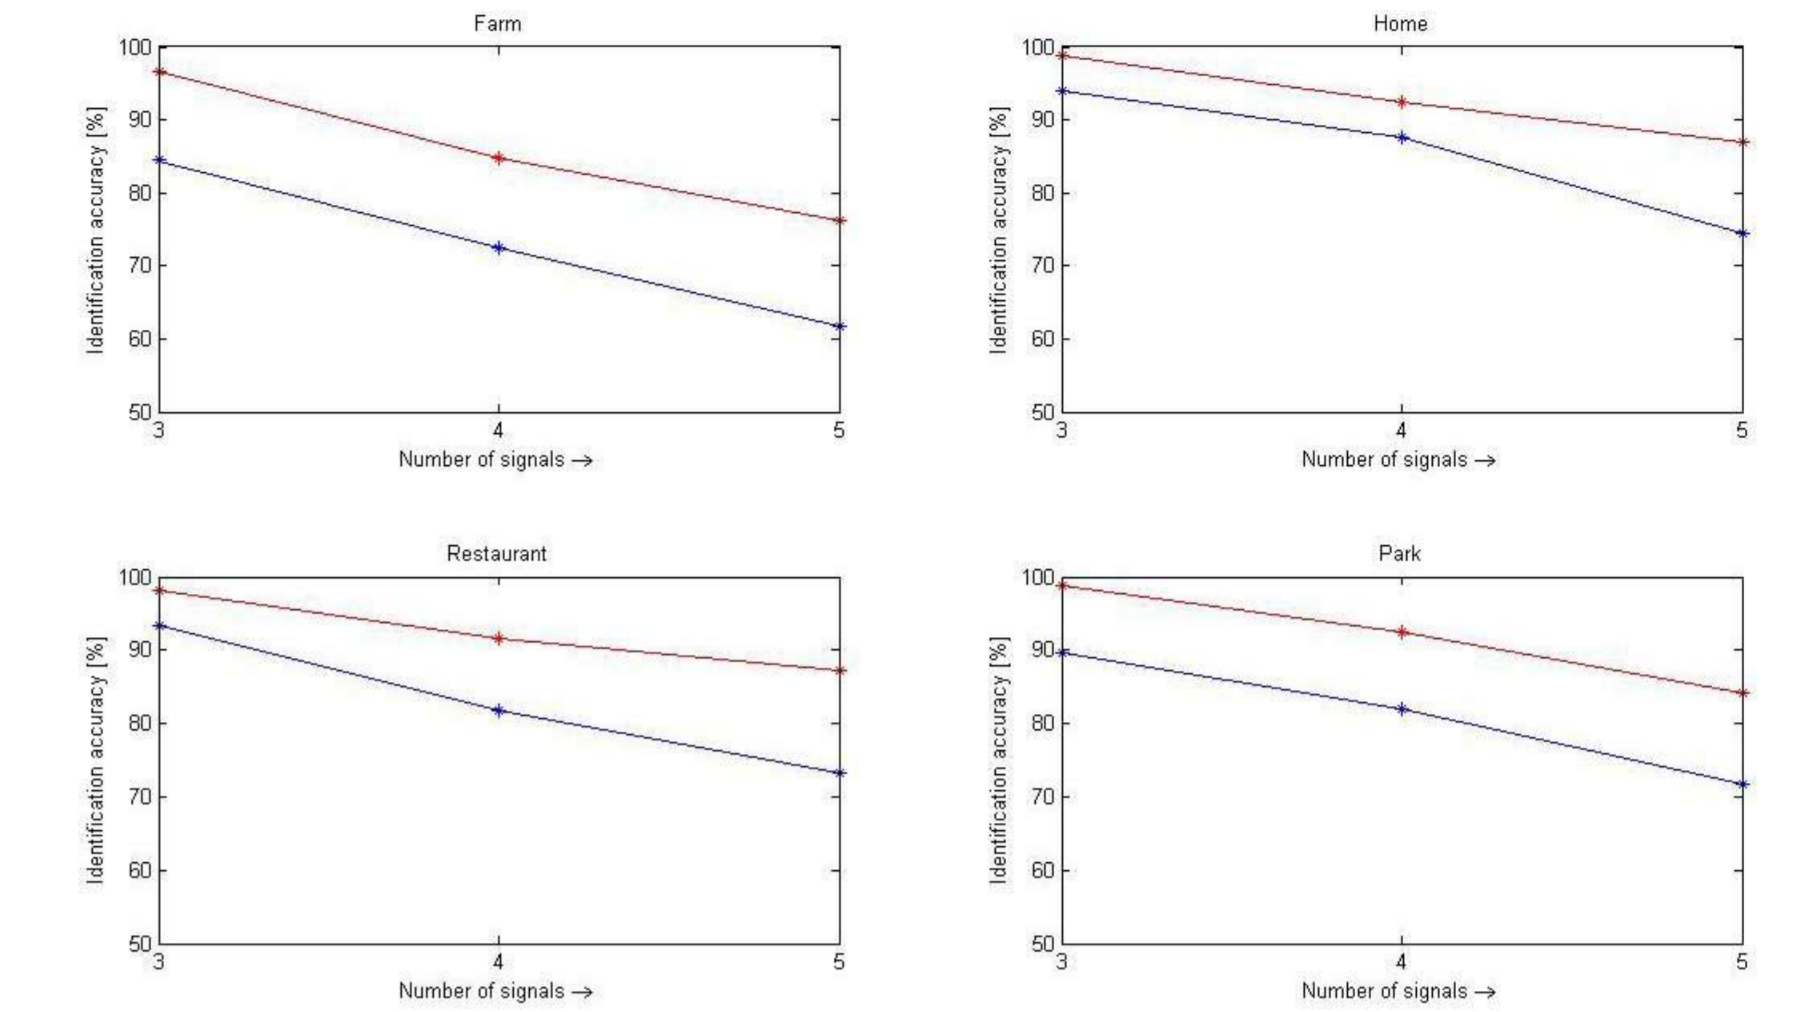 Farm
100
90
80
70
60
50
Identification accuracy [%]
3 4 5
Number of signals →
Home
100
90
80
70
60
50
Identification accuracy [%]
3 4 5
Number of signals →
Restaurant
100
90
80
70
60
50
Identification accuracy [%]
3 4 5
Number of signals →
Park
100
90
80
70
60
50
Identification accuracy [%]
3 4 5
Number of signals →